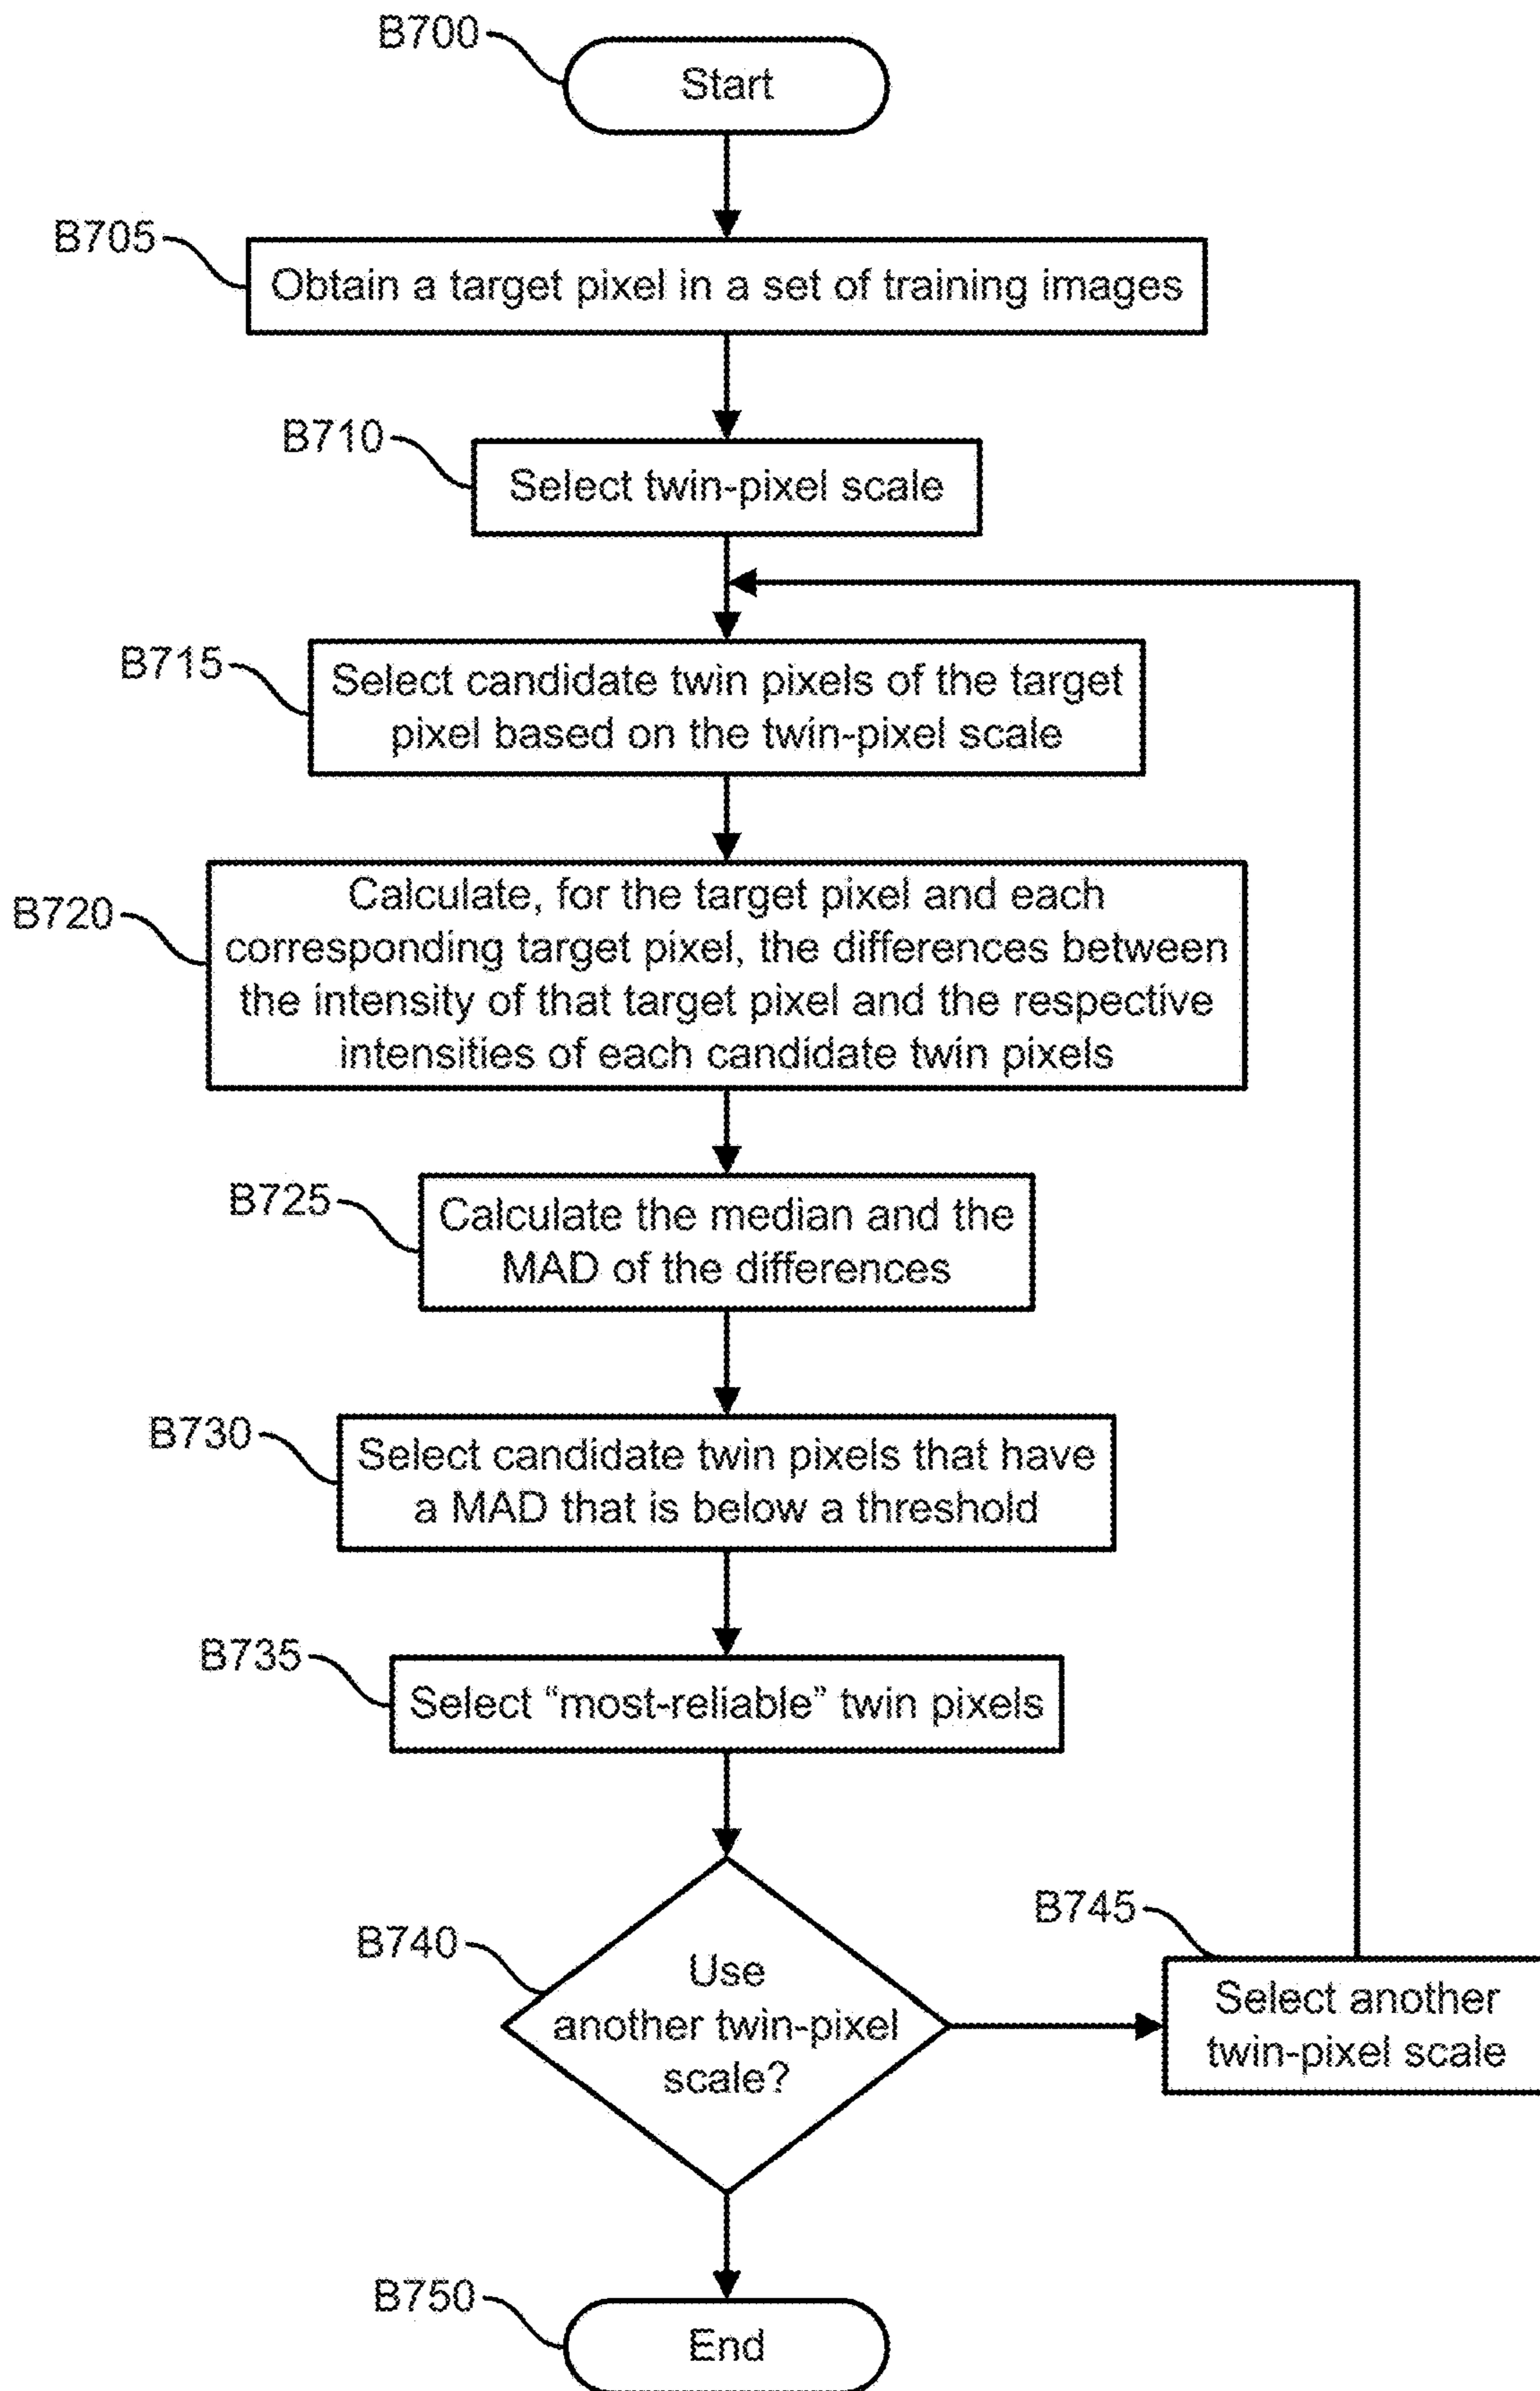 B700
Start
B705
Obtain a target pixel in a set of training images
B710
Select twin-pixel scale
B715
Select candidate twin pixels of the target
pixel based on the twin-pixel scale
B720
Calculate, for the target pixel and each
corresponding target pixel, the differences between
the intensity of that target pixel and the respective
intensities of each candidate twin pixels
B725
Calculate the median and the
MAD of the differences
B730
Select candidate twin pixels that have
a MAD that is below a threshold
B735
Select “most-reliable” twin pixels
B740
Use
another twin-pixel
scale?
B745
Select another
twin-pixel scale
B750
End